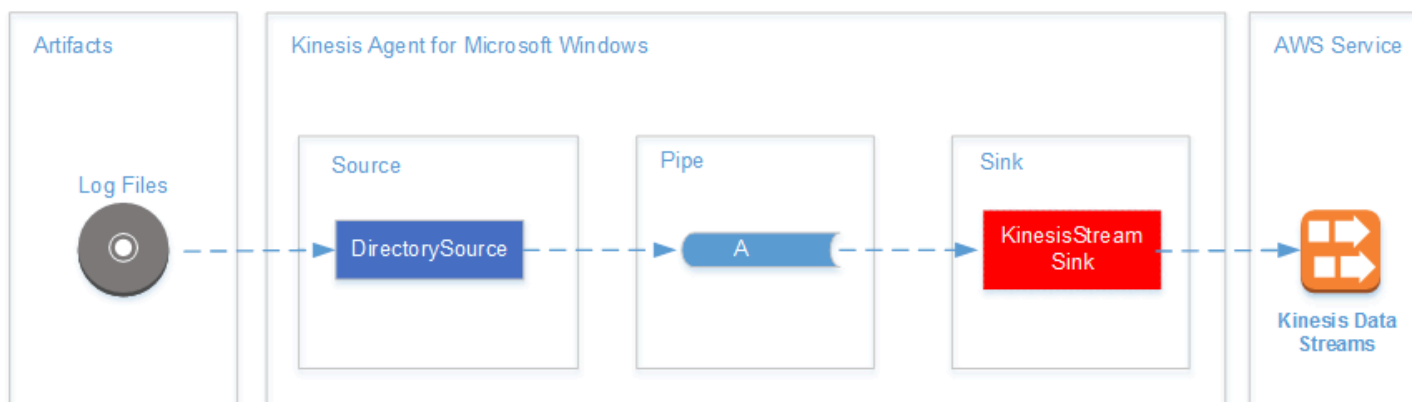 Artifacts
Kinesis Agent for Microsoft Windows
AWS Service
Log Files
Source
Pipe
Sink
DirectorySource
A
KinesisStream
Sink
Kinesis Data
Streams